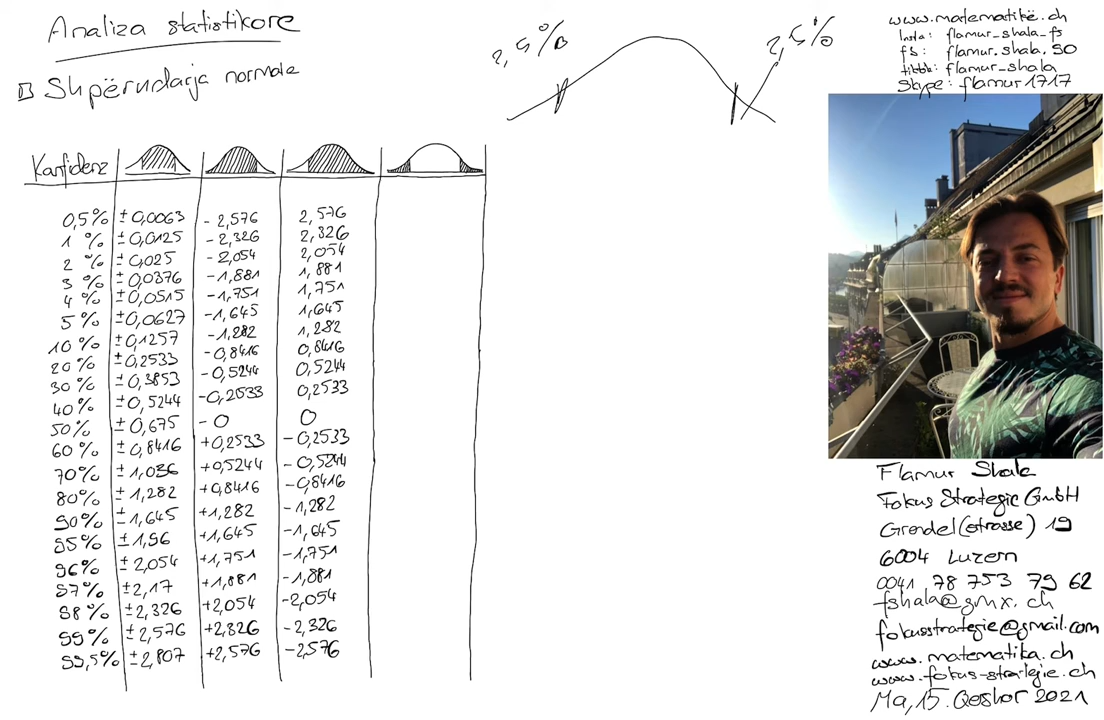 Analiza statistikore
Shpërndarja normale
2,5%
2,5%
www.matematikë.ch
Insta: flamur_shala_fs
fb: flamur.shala.50
tiktok: flamur_shala
Skype: flamur1717
Konfidenz
0,5% ±0,0063 -2,576 2,576
1 % ±0,0125 -2,326 2,326
2 % ±0,025 -2,054 2,054
3 % ±0,0376 -1,881 1,881
4 % ±0,0515 -1,751 1,751
5 % ±0,0627 -1,645 1,645
10 % ±0,1257 -1,282 1,282
20% ±0,2533 -0,8416 0,8416
30 % ±0,3853 -0,5244 0,5244
40% ±0,5244 -0,2533 0,2533
50% ±0,675 -0 0
60% ±0,8416 +0,2533 -0,2533
70% ±1,036 +0,5244 -0,5244
80% ±1,282 +0,8416 -0,8416
90% ±1,645 +1,282 -1,282
95% ±1,96 +1,645 -1,645
96% ±2,054 +1,751 -1,751
97% ±2,17 +1,881 -1,881
98% ±2,326 +2,054 -2,054
99% ±2,576 +2,326 -2,326
99,5% ±2,807 +2,576 -2,576
Flamur Shala
Fokus Strategie GmbH
Grendel(strasse) 19
6004 Luzern
0041 78 753 79 62
fshala@gmx.ch
fokusstrategie@gmail.com
www.matematika.ch
www.fokus-strategie.ch
Ma, 15. Qershor 2021